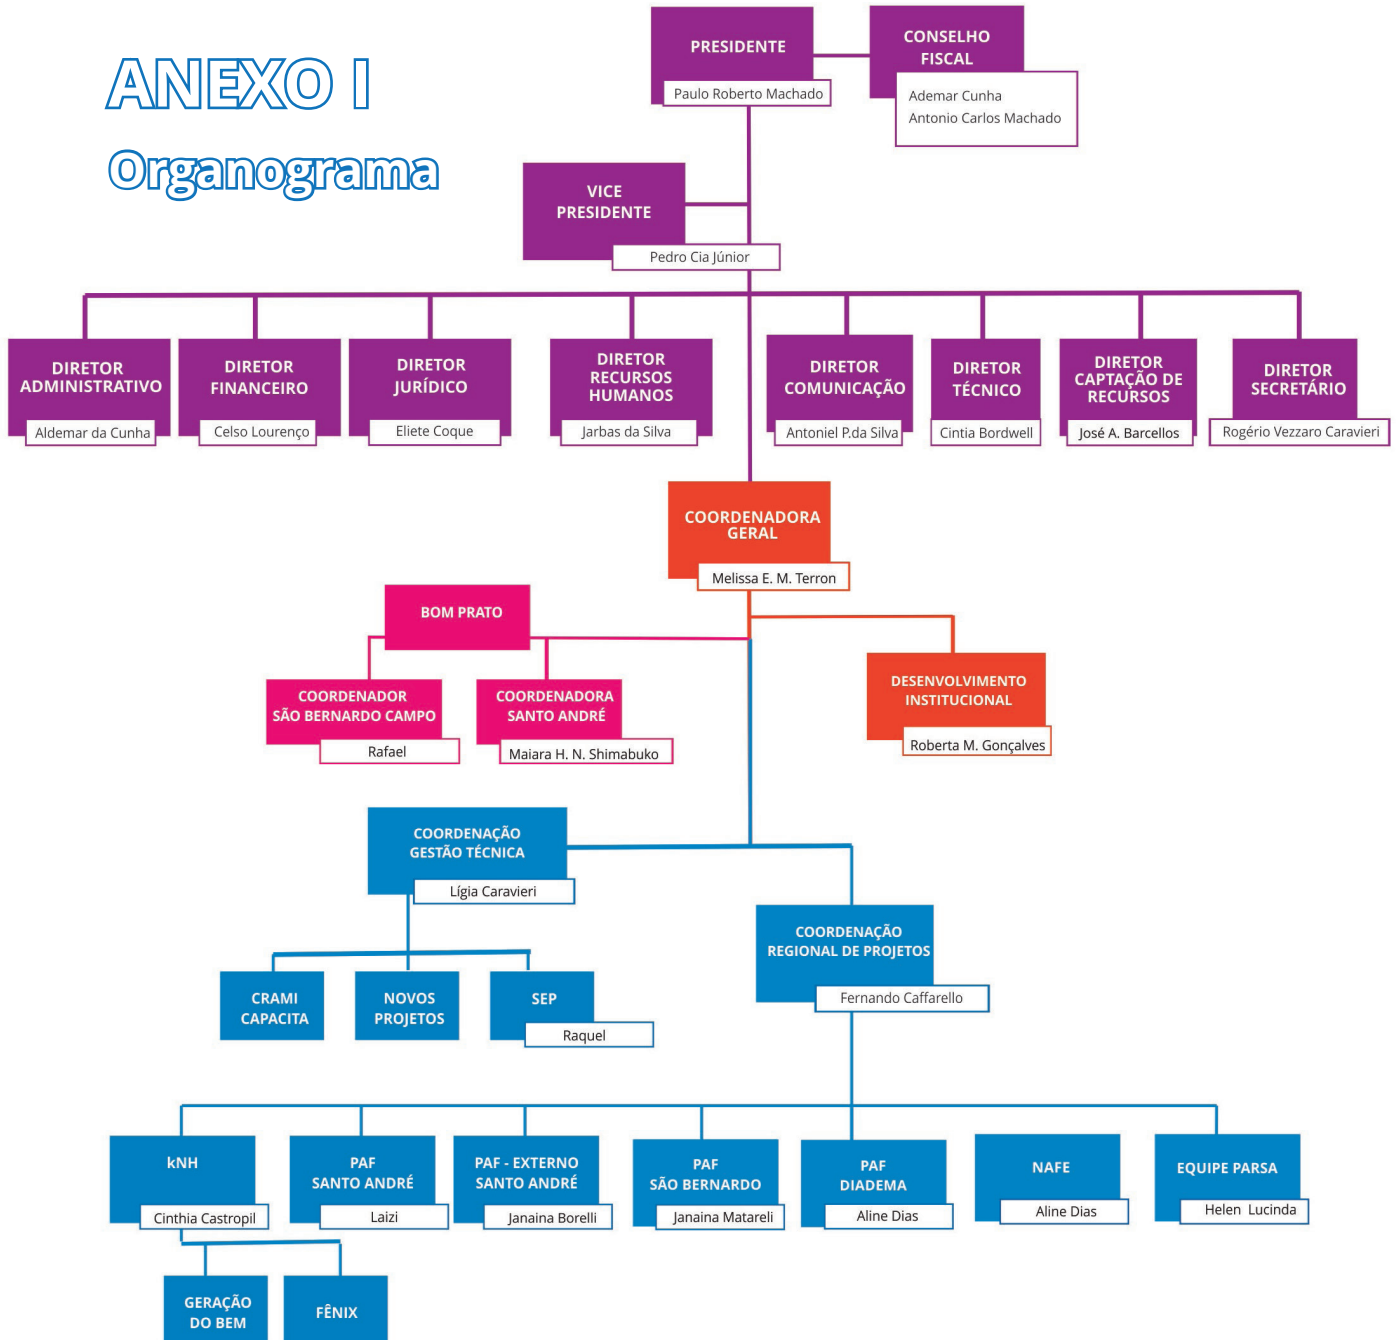 ANEXO I
Organograma
PRESIDENTE
Paulo Roberto Machado
CONSELHO
FISCAL
Ademar Cunha
Antonio Carlos Machado
VICE
PRESIDENTE
Pedro Cia Júnior
DIRETOR
ADMINISTRATIVO
Aldemar da Cunha
DIRETOR
FINANCEIRO
Celso Lourenço
DIRETOR
JURÍDICO
Eliete Coque
DIRETOR
RECURSOS
HUMANOS
Jarbas da Silva
DIRETOR
COMUNICAÇÃO
Antoniel P.da Silva
DIRETOR
TÉCNICO
Cintia Bordwell
DIRETOR
CAPTAÇÃO DE
RECURSOS
José A. Barcellos
DIRETOR
SECRETÁRIO
Rogério Vezzaro Caravieri
COORDENADORA
GERAL
Melissa E. M. Terron
BOM PRATO
COORDENADOR
SÃO BERNARDO CAMPO
Rafael
COORDENADORA
SANTO ANDRÉ
Maiara H. N. Shimabuko
DESENVOLVIMENTO
INSTITUCIONAL
Roberta M. Gonçalves
COORDENAÇÃO
GESTÃO TÉCNICA
Lígia Caravieri
COORDENAÇÃO
REGIONAL DE PROJETOS
Fernando Caffarello
CRAMI
CAPACITA
NOVOS
PROJETOS
SEP
Raquel
kNH
Cinthia Castropil
PAF
SANTO ANDRÉ
Laizi
PAF - EXTERNO
SANTO ANDRÉ
Janaina Borelli
PAF
SÃO BERNARDO
Janaina Matareli
PAF
DIADEMA
Aline Dias
NAFE
Aline Dias
EQUIPE PARSA
Helen Lucinda
GERAÇÃO
DO BEM
FÊNIX